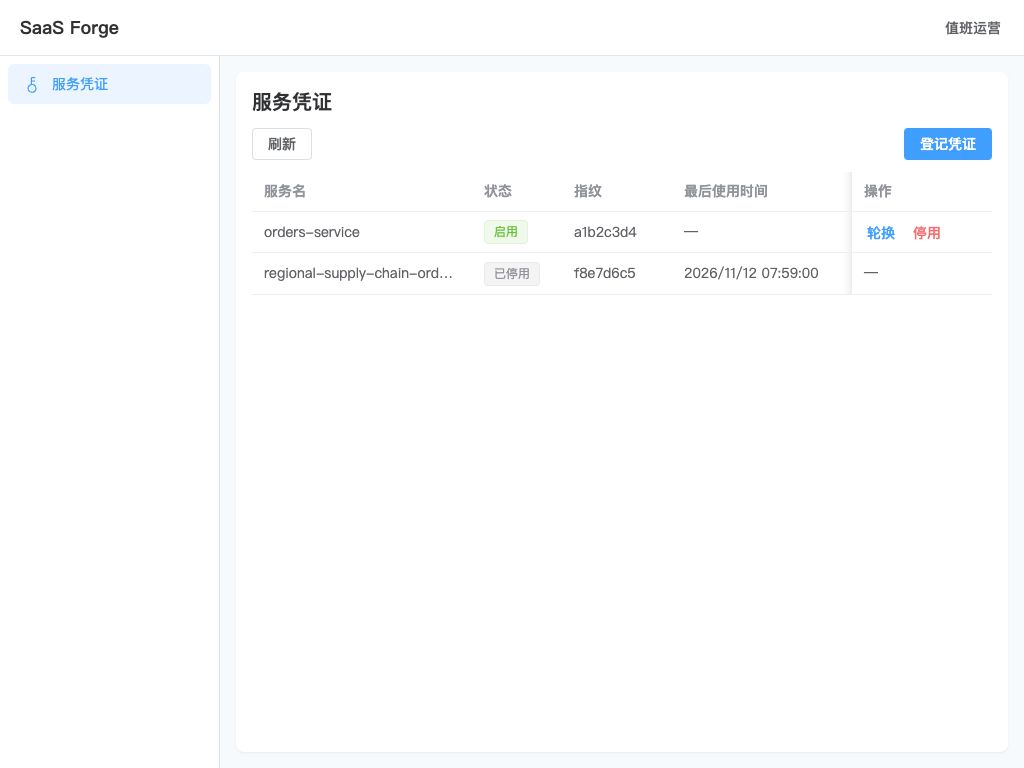 SaaS Forge
值班运营
服务凭证
服务凭证
刷新
登记凭证
服务名 状态 指纹 最后使用时间 操作
orders-service 启用 a1b2c3d4 — 轮换 停用
regional-supply-chain-ord... 已停用 f8e7d6c5 2026/11/12 07:59:00 —